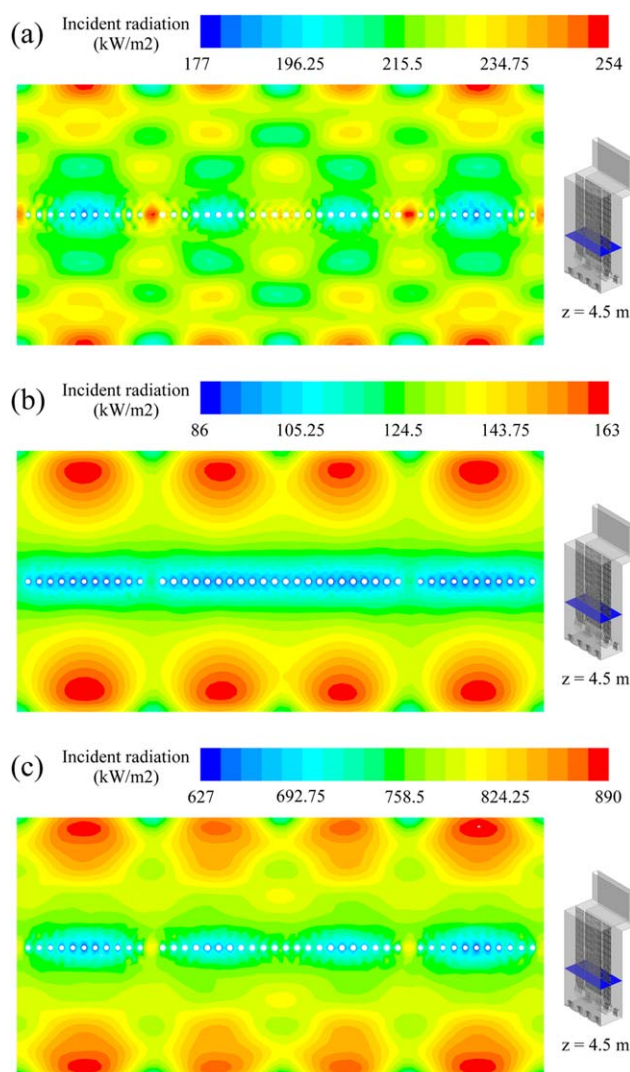 (a) Incident radiation
(kW/m2)
177 196.25 215.5 234.75 254
z = 4.5 m
(b) Incident radiation
(kW/m2)
86 105.25 124.5 143.75 163
z = 4.5 m
(c) Incident radiation
(kW/m2)
627 692.75 758.5 824.25 890
z = 4.5 m